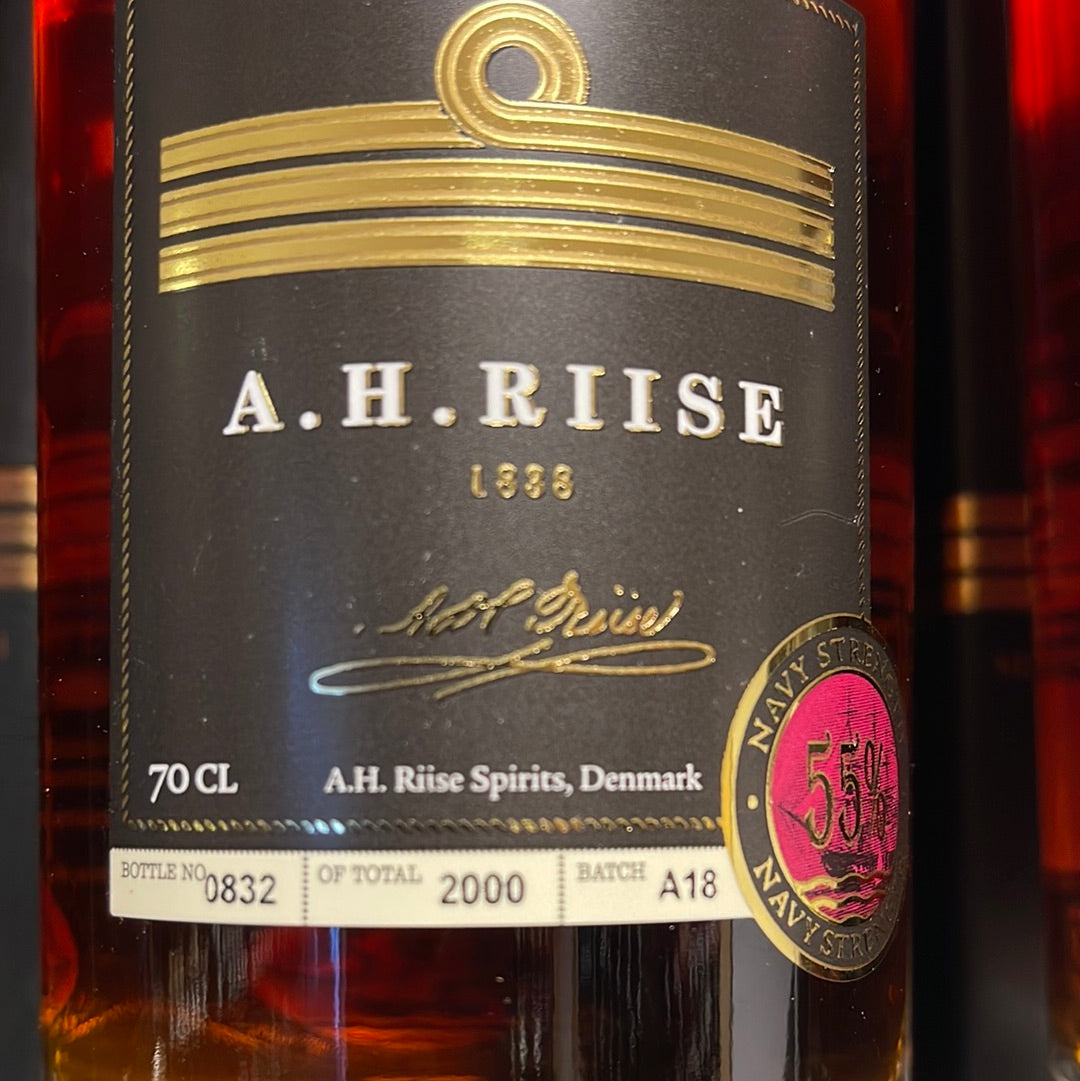 A.H.RIISE
1838
A.H. Riise
70 CL
A.H. Riise Spirits, Denmark
NAVY STRENGTH
55%
NAVY STRENGTH
BOTTLE NO. 0832
OF TOTAL 2000
BATCH A18